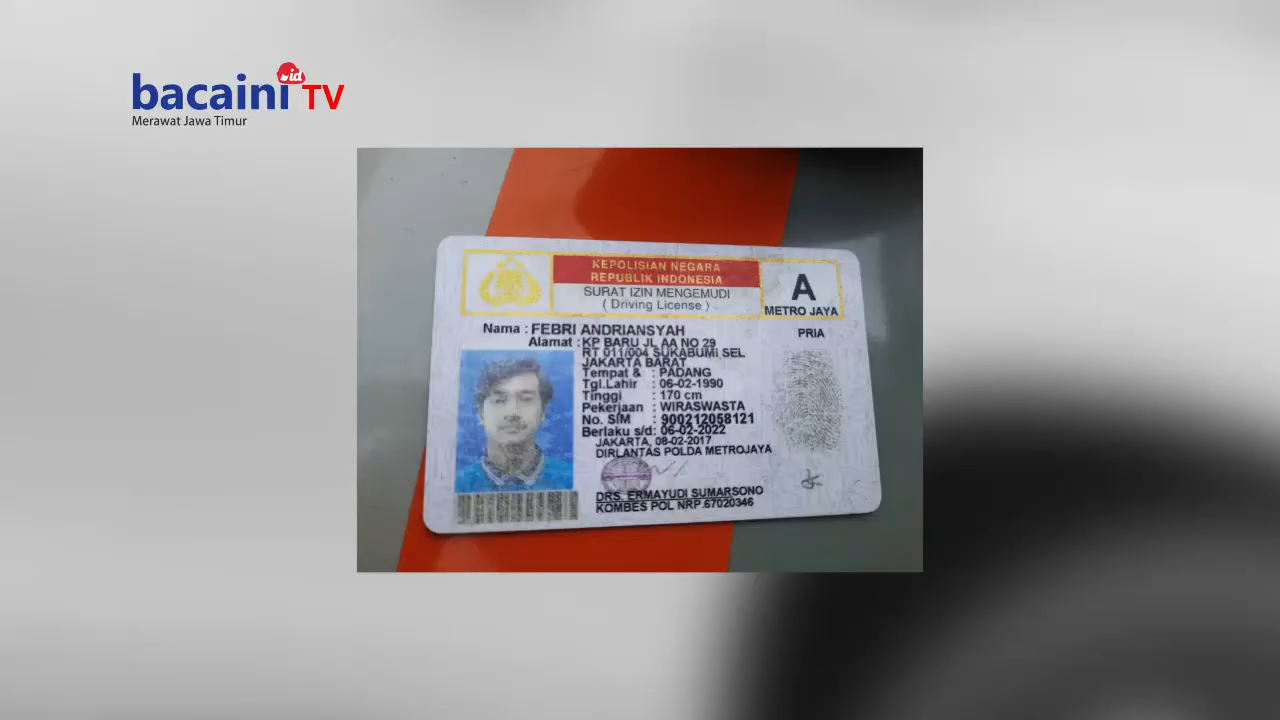 bacaini.id TV
Merawat Jawa Timur
KEPOLISIAN NEGARA
REPUBLIK INDONESIA
SURAT IZIN MENGEMUDI
( Driving License )
A
METRO JAYA
PRIA
Nama : FEBRI ANDRIANSYAH
Alamat : KP BARU JL AA NO 29
RT 011/004 SUKABUMI SEL
JAKARTA BARAT
Tempat & : PADANG
Tgl.Lahir : 06-02-1990
Tinggi : 170 cm
Pekerjaan : WIRASWASTA
No. SIM : 900212058121
Berlaku s/d: 06-02-2022
JAKARTA, 08-02-2017
DIRLANTAS POLDA METROJAYA
DRS. ERMAYUDI SUMARSONO
KOMBES POL NRP.67020346